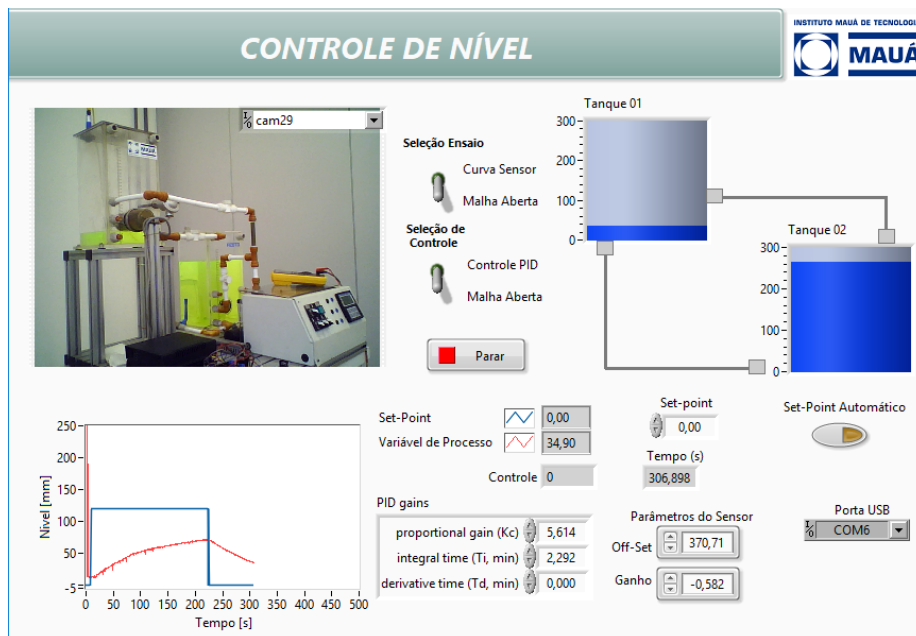 CONTROLE DE NÍVEL
INSTITUTO MAUÁ DE TECNOLOGI
MAUÁ
cam29
MAUÁ
Seleção Ensaio
Curva Sensor
Malha Aberta
Seleção de
Controle
Controle PID
Malha Aberta
Parar
Tanque 01
300
200
100
0
Tanque 02
300
200
100
0
Nivel [mm]
250
200
150
100
50
-5
0 50 100 150 200 250 300 350 400 450 500
Tempo [s]
Set-Point 0,00
Variável de Processo 34,90
Controle 0
Set-point
0,00
Tempo (s)
306,898
Set-Point Automático
PID gains
proportional gain (Kc) 5,614
integral time (Ti, min) 2,292
derivative time (Td, min) 0,000
Parâmetros do Sensor
Off-Set 370,71
Ganho -0,582
Porta USB
COM6